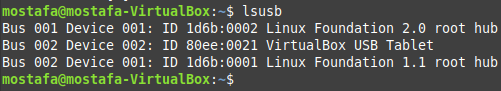 mostafa@mostafa-VirtualBox:~$ lsusb
Bus 001 Device 001: ID 1d6b:0002 Linux Foundation 2.0 root hub
Bus 002 Device 002: ID 80ee:0021 VirtualBox USB Tablet
Bus 002 Device 001: ID 1d6b:0001 Linux Foundation 1.1 root hub
mostafa@mostafa-VirtualBox:~$